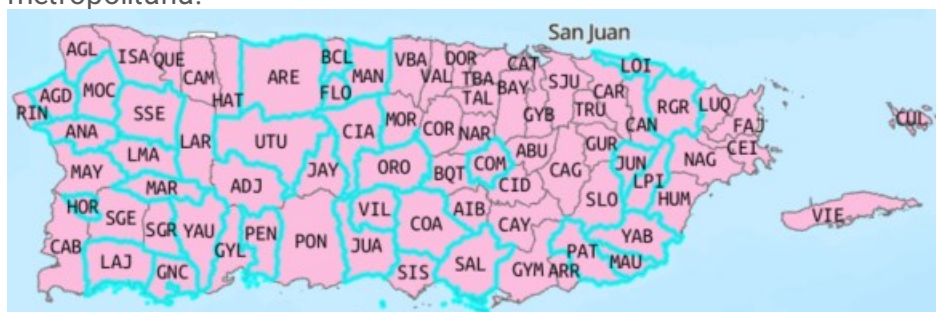 metropolitana.
San Juan
AGL ISA QUE CAM HAT ARE BCL FLO MAN VBA VAL DOR TBA TAL CAT BAY SJU GYB TRU CAR LOI CAN RGR LUQ FAJ CUL
RIN AGD MOC SSE LAR UTU CIA MOR COR NAR ABU GUR CEI
ANA LMA JAY ORO BQT COM CID CAG JUN LPI NAG
MAY MAR ADJ SLO HUM
HOR SGE SGR YAU GYL PEN PON VIL JUA COA AIB CAY YAB VIE
CAB LAJ GNC SIS SAL GYM ARR PAT MAU